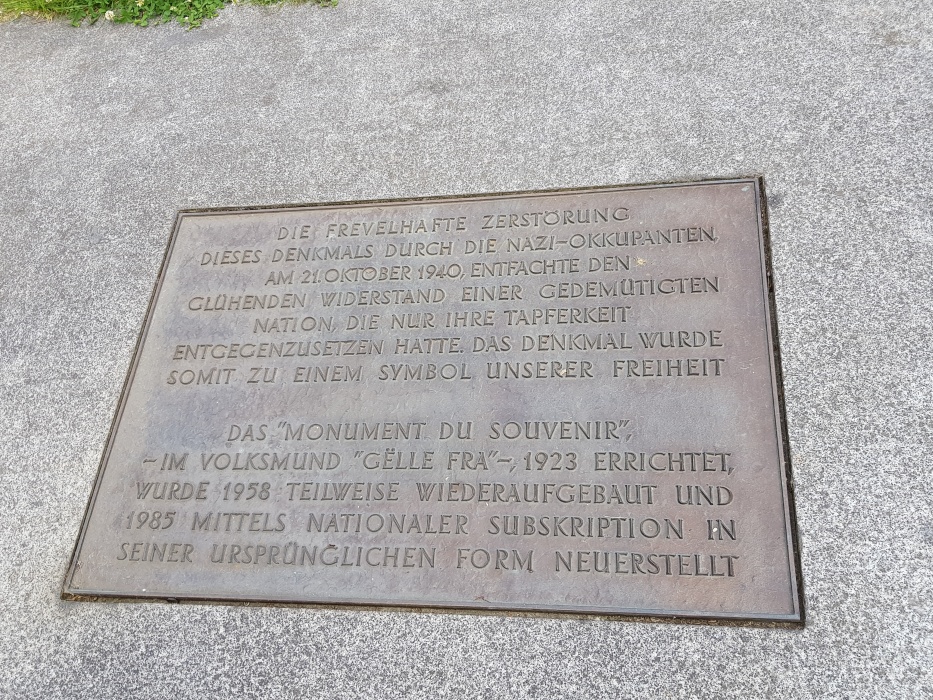 DIE FREVELHAFTE ZERSTÖRUNG
DIESES DENKMALS DURCH DIE NAZI-OKKUPANTEN,
AM 21. OKTOBER 1940, ENTFACHTE DEN
GLÜHENDEN WIDERSTAND EINER GEDEMÜTIGTEN
NATION, DIE NUR IHRE TAPFERKEIT
ENTGEGENZUSETZEN HATTE. DAS DENKMAL WURDE
SOMIT ZU EINEM SYMBOL UNSERER FREIHEIT
DAS "MONUMENT DU SOUVENIR",
-IM VOLKSMUND "GËLLE FRA"-, 1923 ERRICHTET,
WURDE 1958 TEILWEISE WIEDERAUFGEBAUT UND
1985 MITTELS NATIONALER SUBSKRIPTION IN
SEINER URSPRÜNGLICHEN FORM NEUERSTELLT